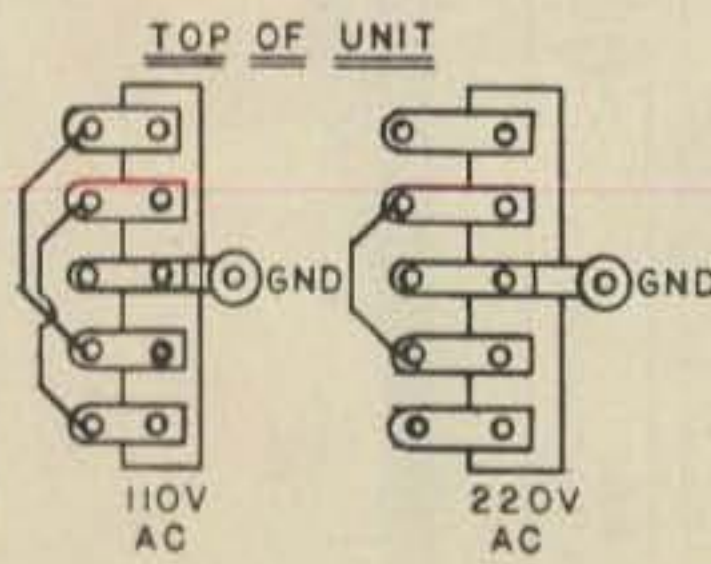 TOP OF UNIT
GND
GND
110V
AC
220V
AC